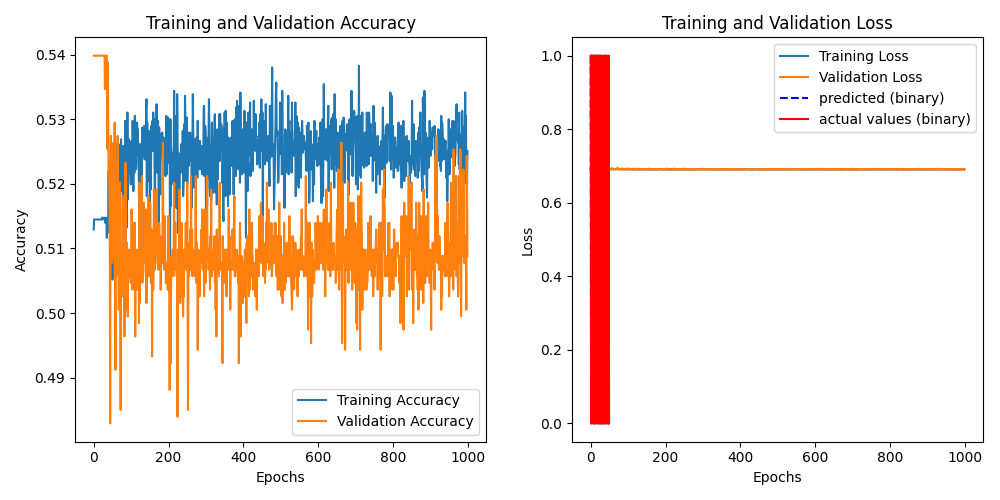 Training and Validation Accuracy
0.54
0.53
0.52
0.51
0.50
0.49
Accuracy
0
200
400
600
800
1000
Epochs
Training Accuracy
Validation Accuracy
Training and Validation Loss
1.0
0.8
0.6
0.4
0.2
0.0
Loss
0
200
400
600
800
1000
Epochs
Training Loss
Validation Loss
predicted (binary)
actual values (binary)